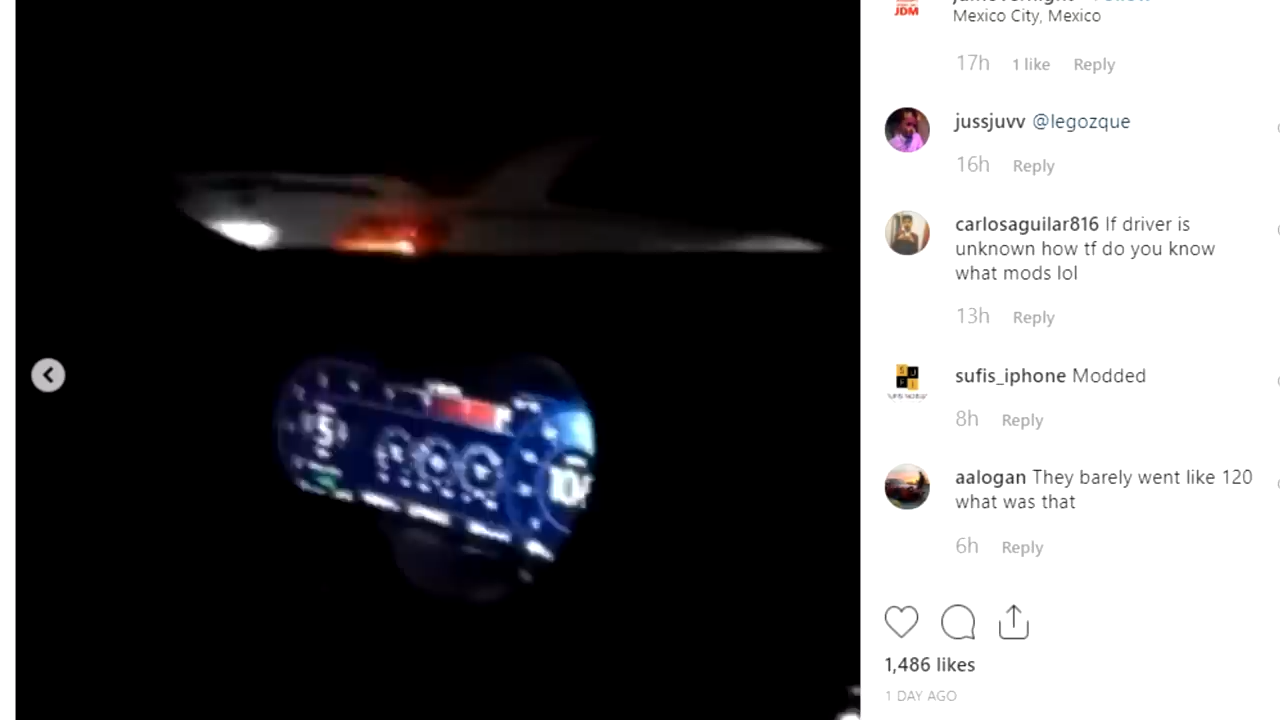 JDM
Mexico City, Mexico
17h 1 like Reply
jussjuvv @legozque
16h Reply
carlosaguilar816 If driver is
unknown how tf do you know
what mods lol
13h Reply
sufis_iphone Modded
8h Reply
aalogan They barely went like 120
what was that
6h Reply
1,486 likes
1 DAY AGO
5